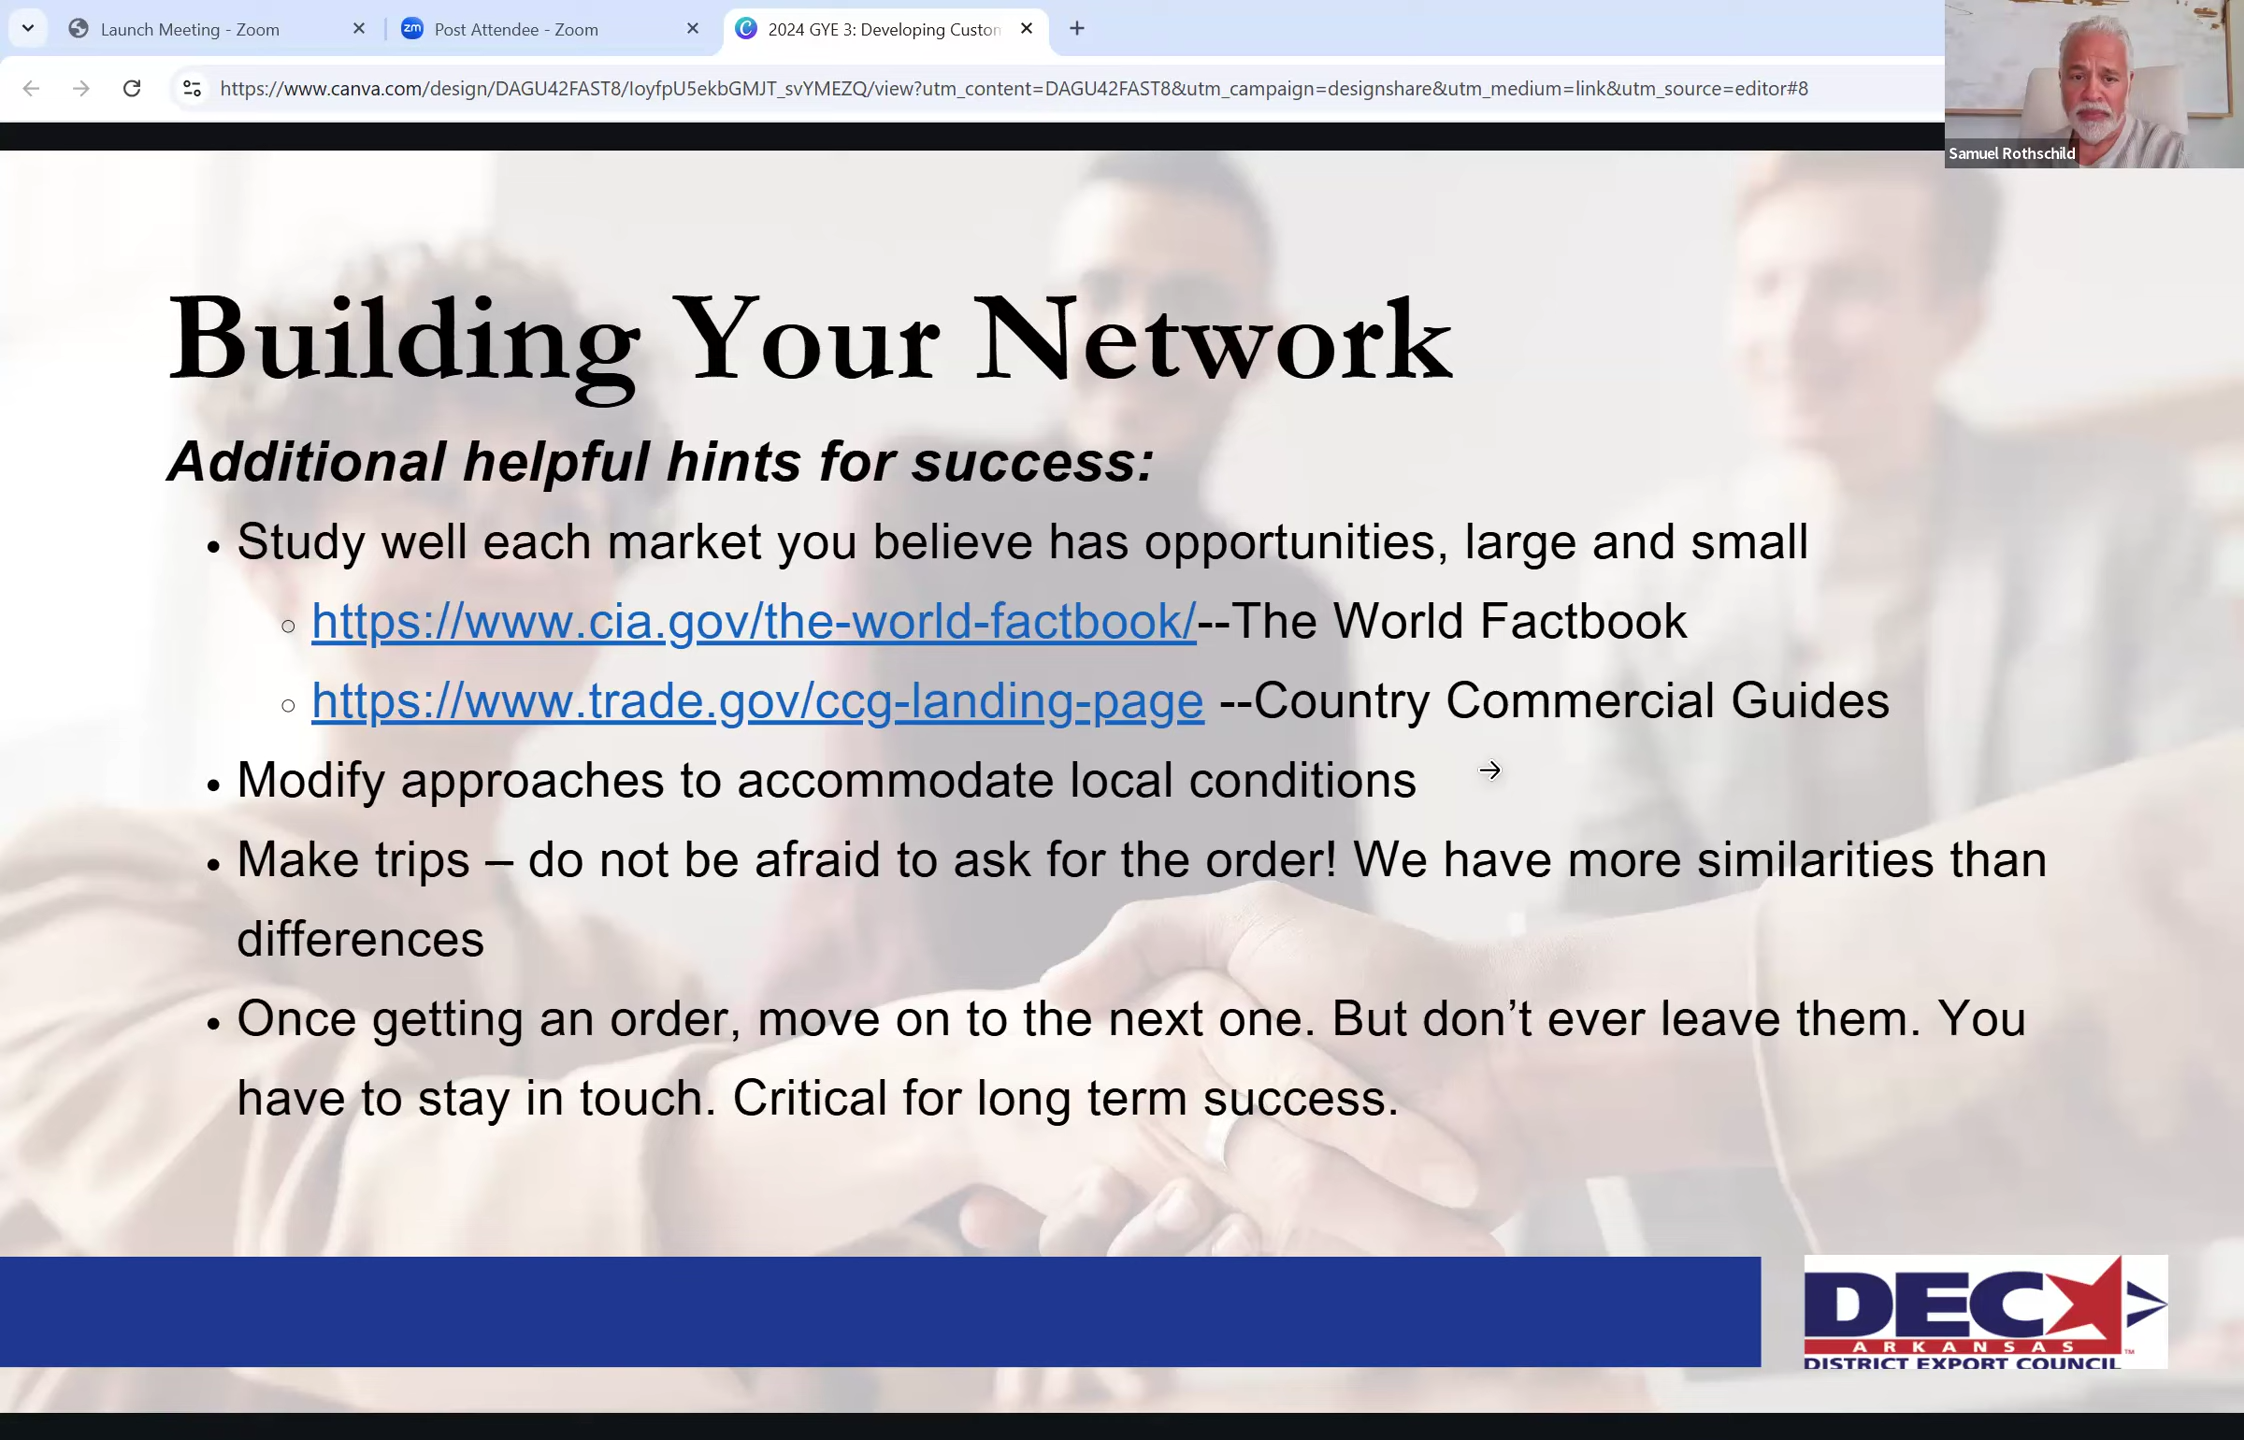 Launch Meeting - Zoom
Post Attendee - Zoom
2024 GYE 3: Developing Custon
https://www.canva.com/design/DAGU42FAST8/IoyfpU5ekbGMJT_svYMEZQ/view?utm_content=DAGU42FAST8&utm_campaign=designshare&utm_medium=link&utm_source=editor#8
Samuel Rothschild
Building Your Network
Additional helpful hints for success:
• Study well each market you believe has opportunities, large and small
○ https://www.cia.gov/the-world-factbook/--The World Factbook
○ https://www.trade.gov/ccg-landing-page --Country Commercial Guides
• Modify approaches to accommodate local conditions
• Make trips – do not be afraid to ask for the order! We have more similarities than
differences
• Once getting an order, move on to the next one. But don’t ever leave them. You
have to stay in touch. Critical for long term success.
DEC
ARKANSAS
DISTRICT EXPORT COUNCIL